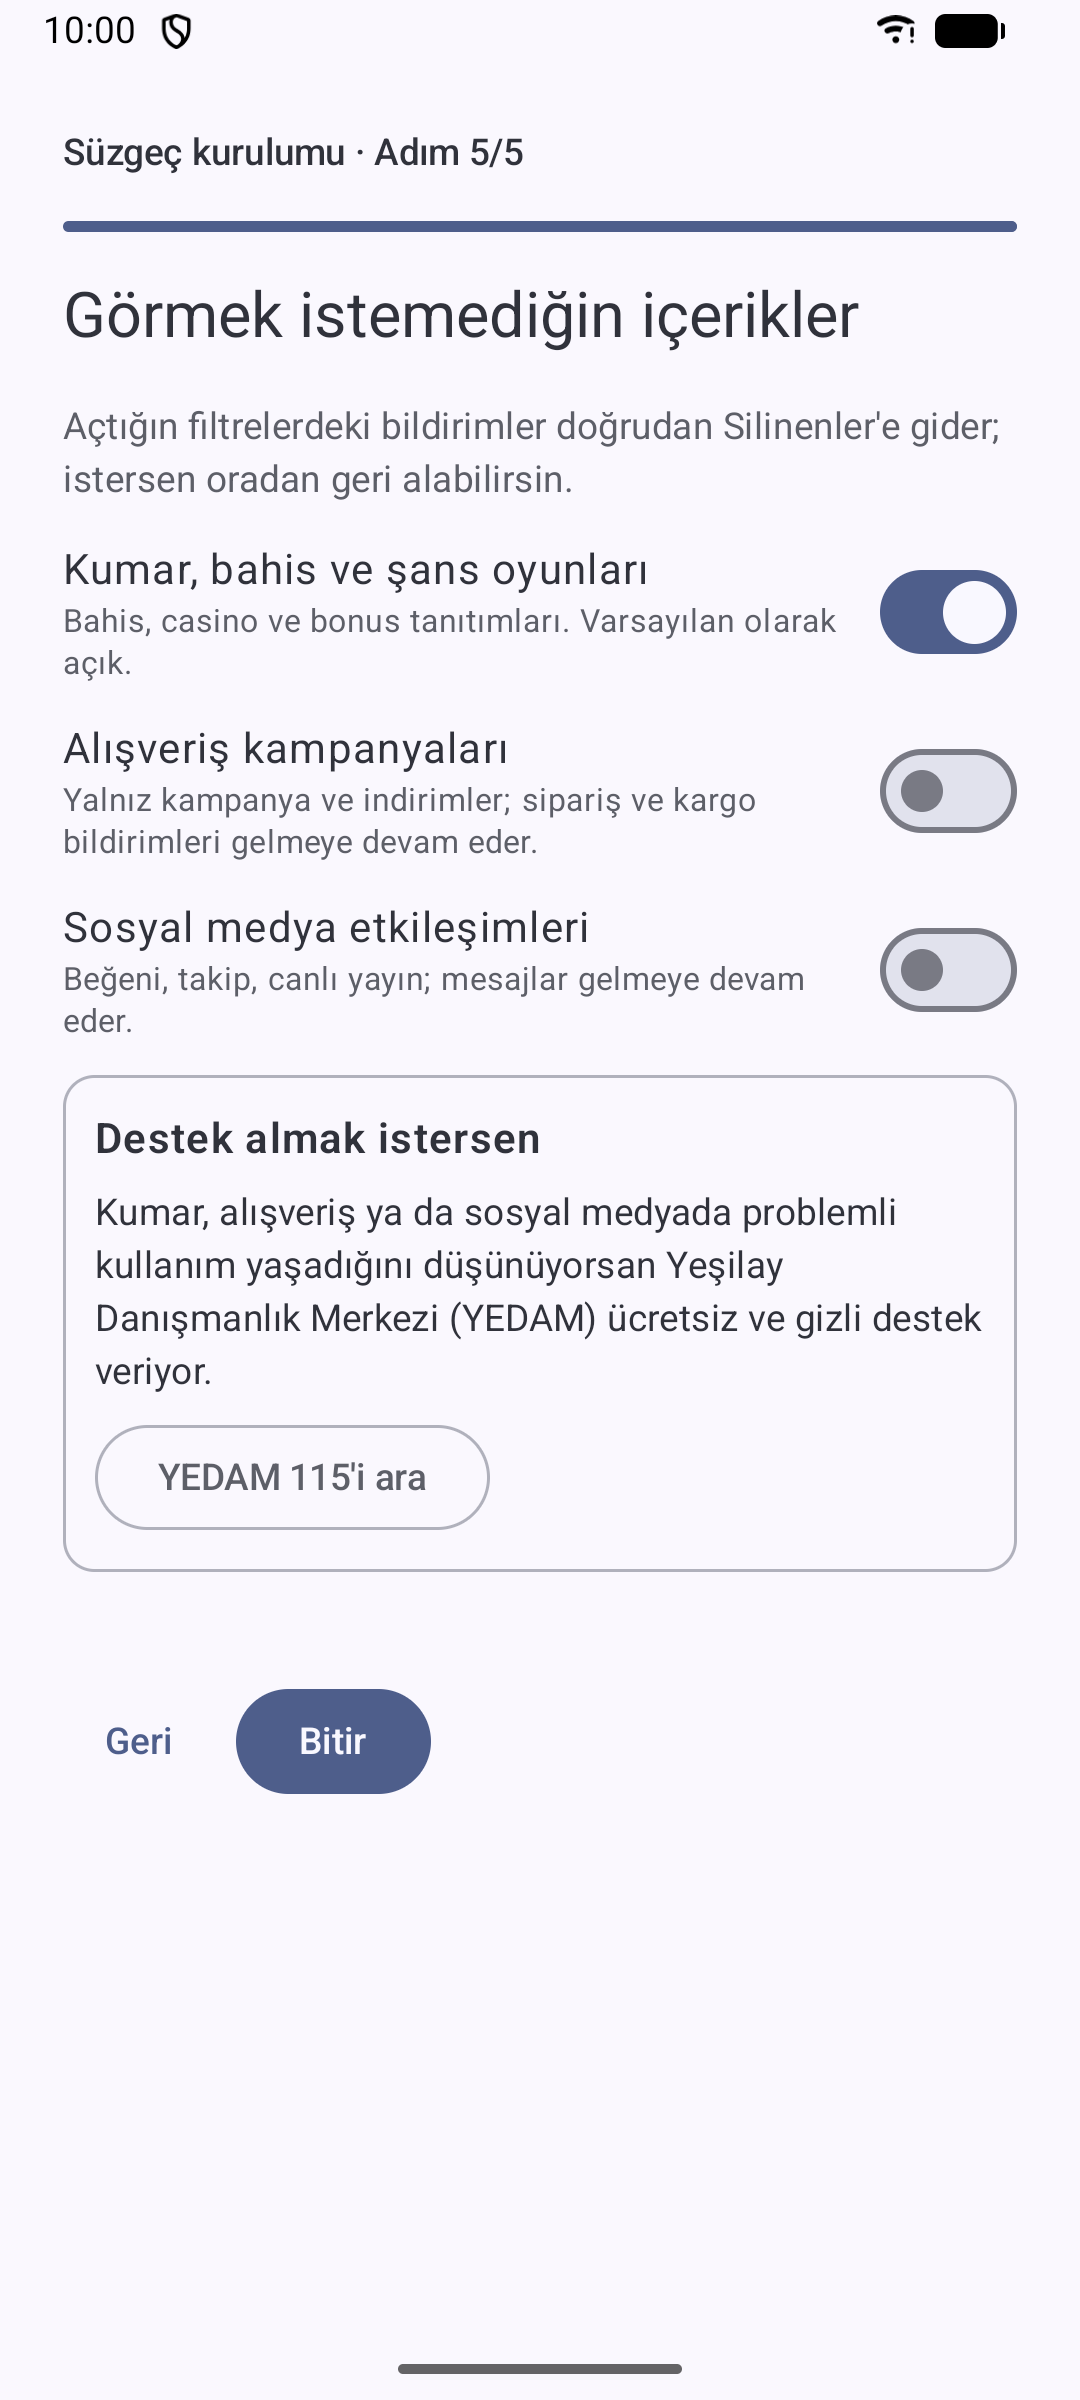 10:00
Süzgeç kurulumu · Adım 5/5
Görmek istemediğin içerikler
Açtığın filtrelerdeki bildirimler doğrudan Silinenler'e gider;
istersen oradan geri alabilirsin.
Kumar, bahis ve şans oyunları
Bahis, casino ve bonus tanıtımları. Varsayılan olarak
açık.
Alışveriş kampanyaları
Yalnız kampanya ve indirimler; sipariş ve kargo
bildirimleri gelmeye devam eder.
Sosyal medya etkileşimleri
Beğeni, takip, canlı yayın; mesajlar gelmeye devam
eder.
Destek almak istersen
Kumar, alışveriş ya da sosyal medyada problemli
kullanım yaşadığını düşünüyorsan Yeşilay
Danışmanlık Merkezi (YEDAM) ücretsiz ve gizli destek
veriyor.
YEDAM 115'i ara
Geri
Bitir